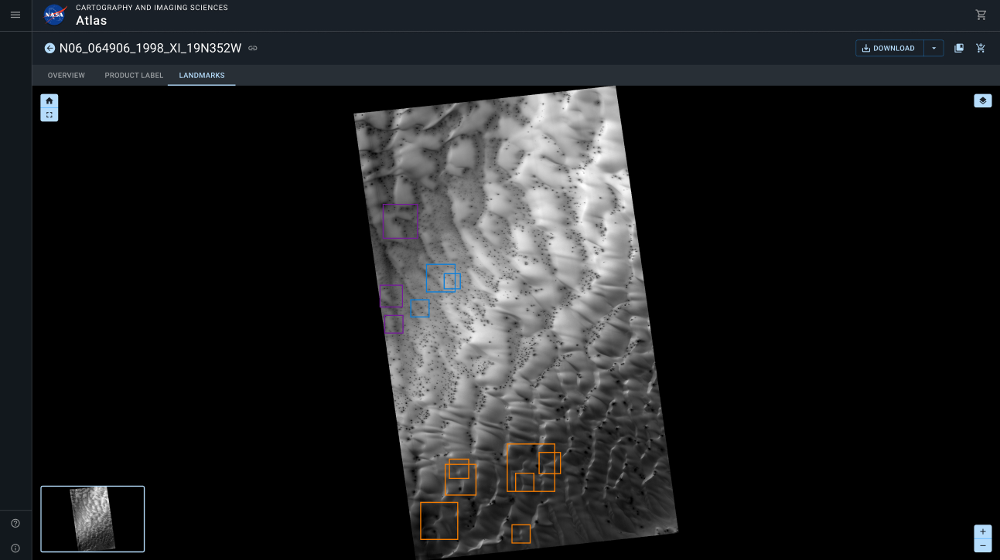 NASA
CARTOGRAPHY AND IMAGING SCIENCES
Atlas
N06_064906_1998_XI_19N352W
DOWNLOAD
OVERVIEW PRODUCT LABEL LANDMARKS